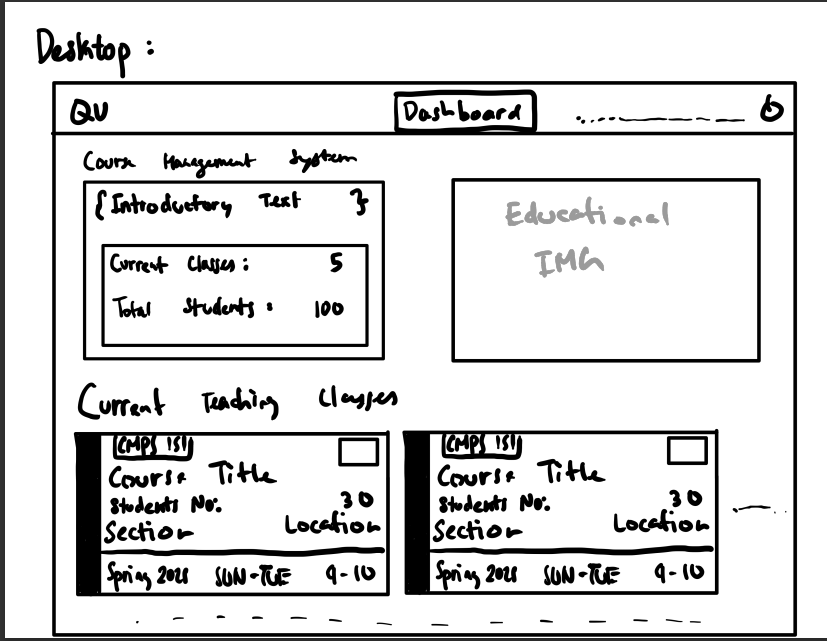 Desktop :
QU Dashboard
Course Management System
{ Introductory Text }
Current Classes : 5
Total Students : 100
Educational
IMG
Current Teaching Classes
CMPS 151
Course Title
Students No: 30
Section Location
Spring SUN-TUE 9-10
CMPS 151
Course Title
Students No: 30
Section Location
Spring SUN-TUE 9-10